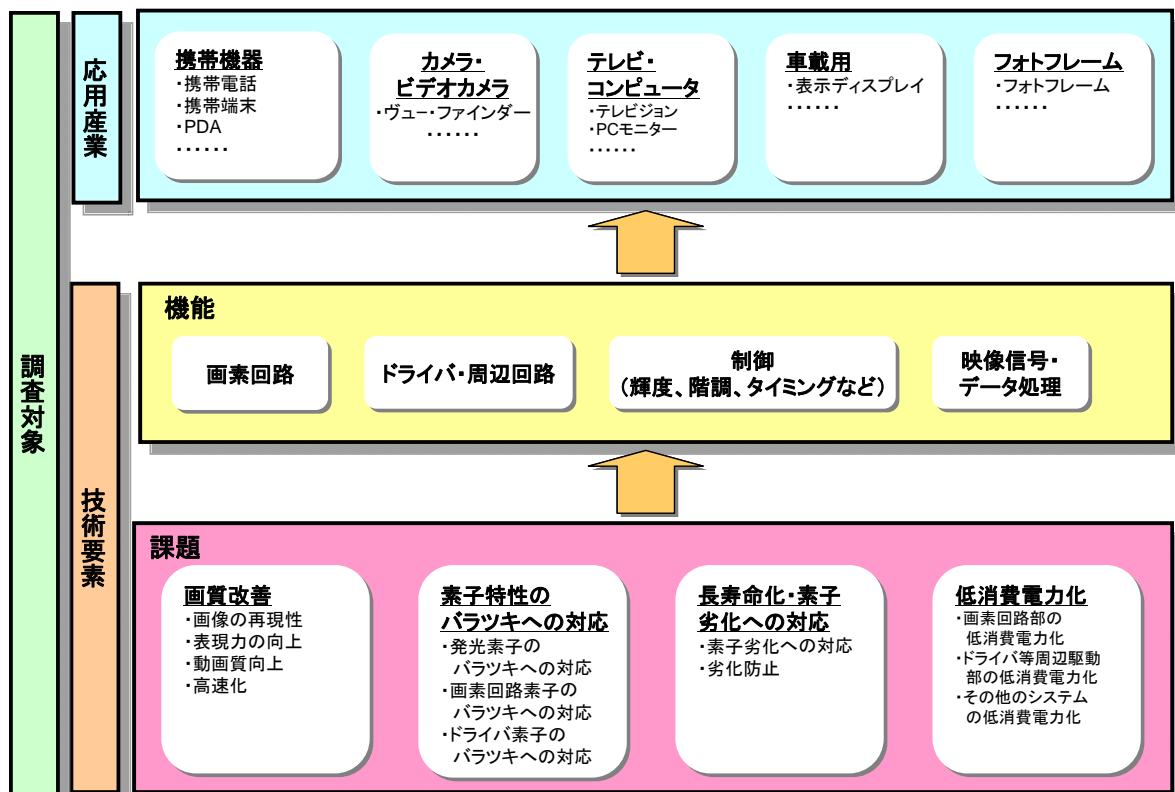 調査対象
応用産業
携帯機器
・携帯電話
・携帯端末
・PDA
・・・・・・
カメラ・
ビデオカメラ
・ヴュー・ファインダー
・・・・・・
テレビ・
コンピュータ
・テレビジョン
・PCモニター
・・・・・・
車載用
・表示ディスプレイ
・・・・・・
フォトフレーム
・フォトフレーム
・・・・・・
技術要素
機能
画素回路
ドライバ・周辺回路
制御
（輝度、階調、タイミングなど）
映像信号・
データ処理
課題
画質改善
・画像の再現性
・表現力の向上
・動画質向上
・高速化
素子特性の
バラツキへの対応
・発光素子の
バラツキへの対応
・画素回路素子の
バラツキへの対応
・ドライバ素子の
バラツキへの対応
長寿命化・素子
劣化への対応
・素子劣化への対応
・劣化防止
低消費電力化
・画素回路部の
低消費電力化
・ドライバ等周辺駆動
部の低消費電力化
・その他のシステム
の低消費電力化